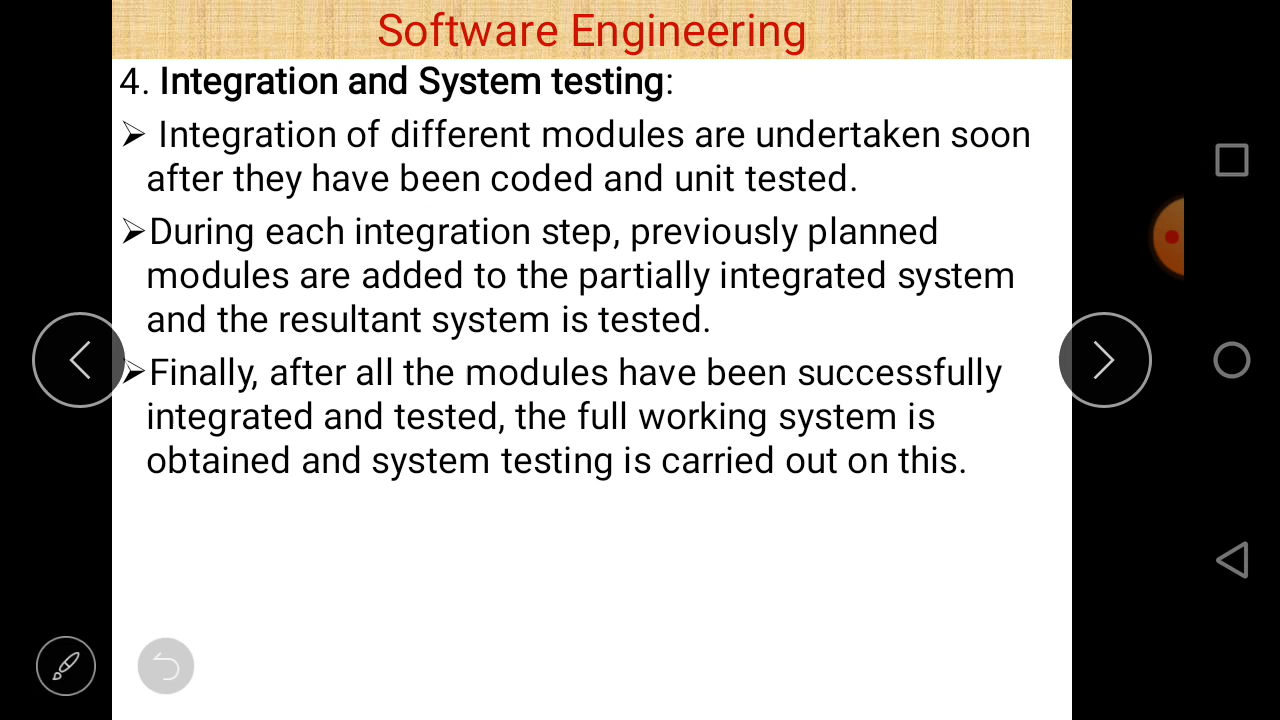 Software Engineering
4. Integration and System testing:
➢ Integration of different modules are undertaken soon
after they have been coded and unit tested.
➢During each integration step, previously planned
modules are added to the partially integrated system
and the resultant system is tested.
➢Finally, after all the modules have been successfully
integrated and tested, the full working system is
obtained and system testing is carried out on this.